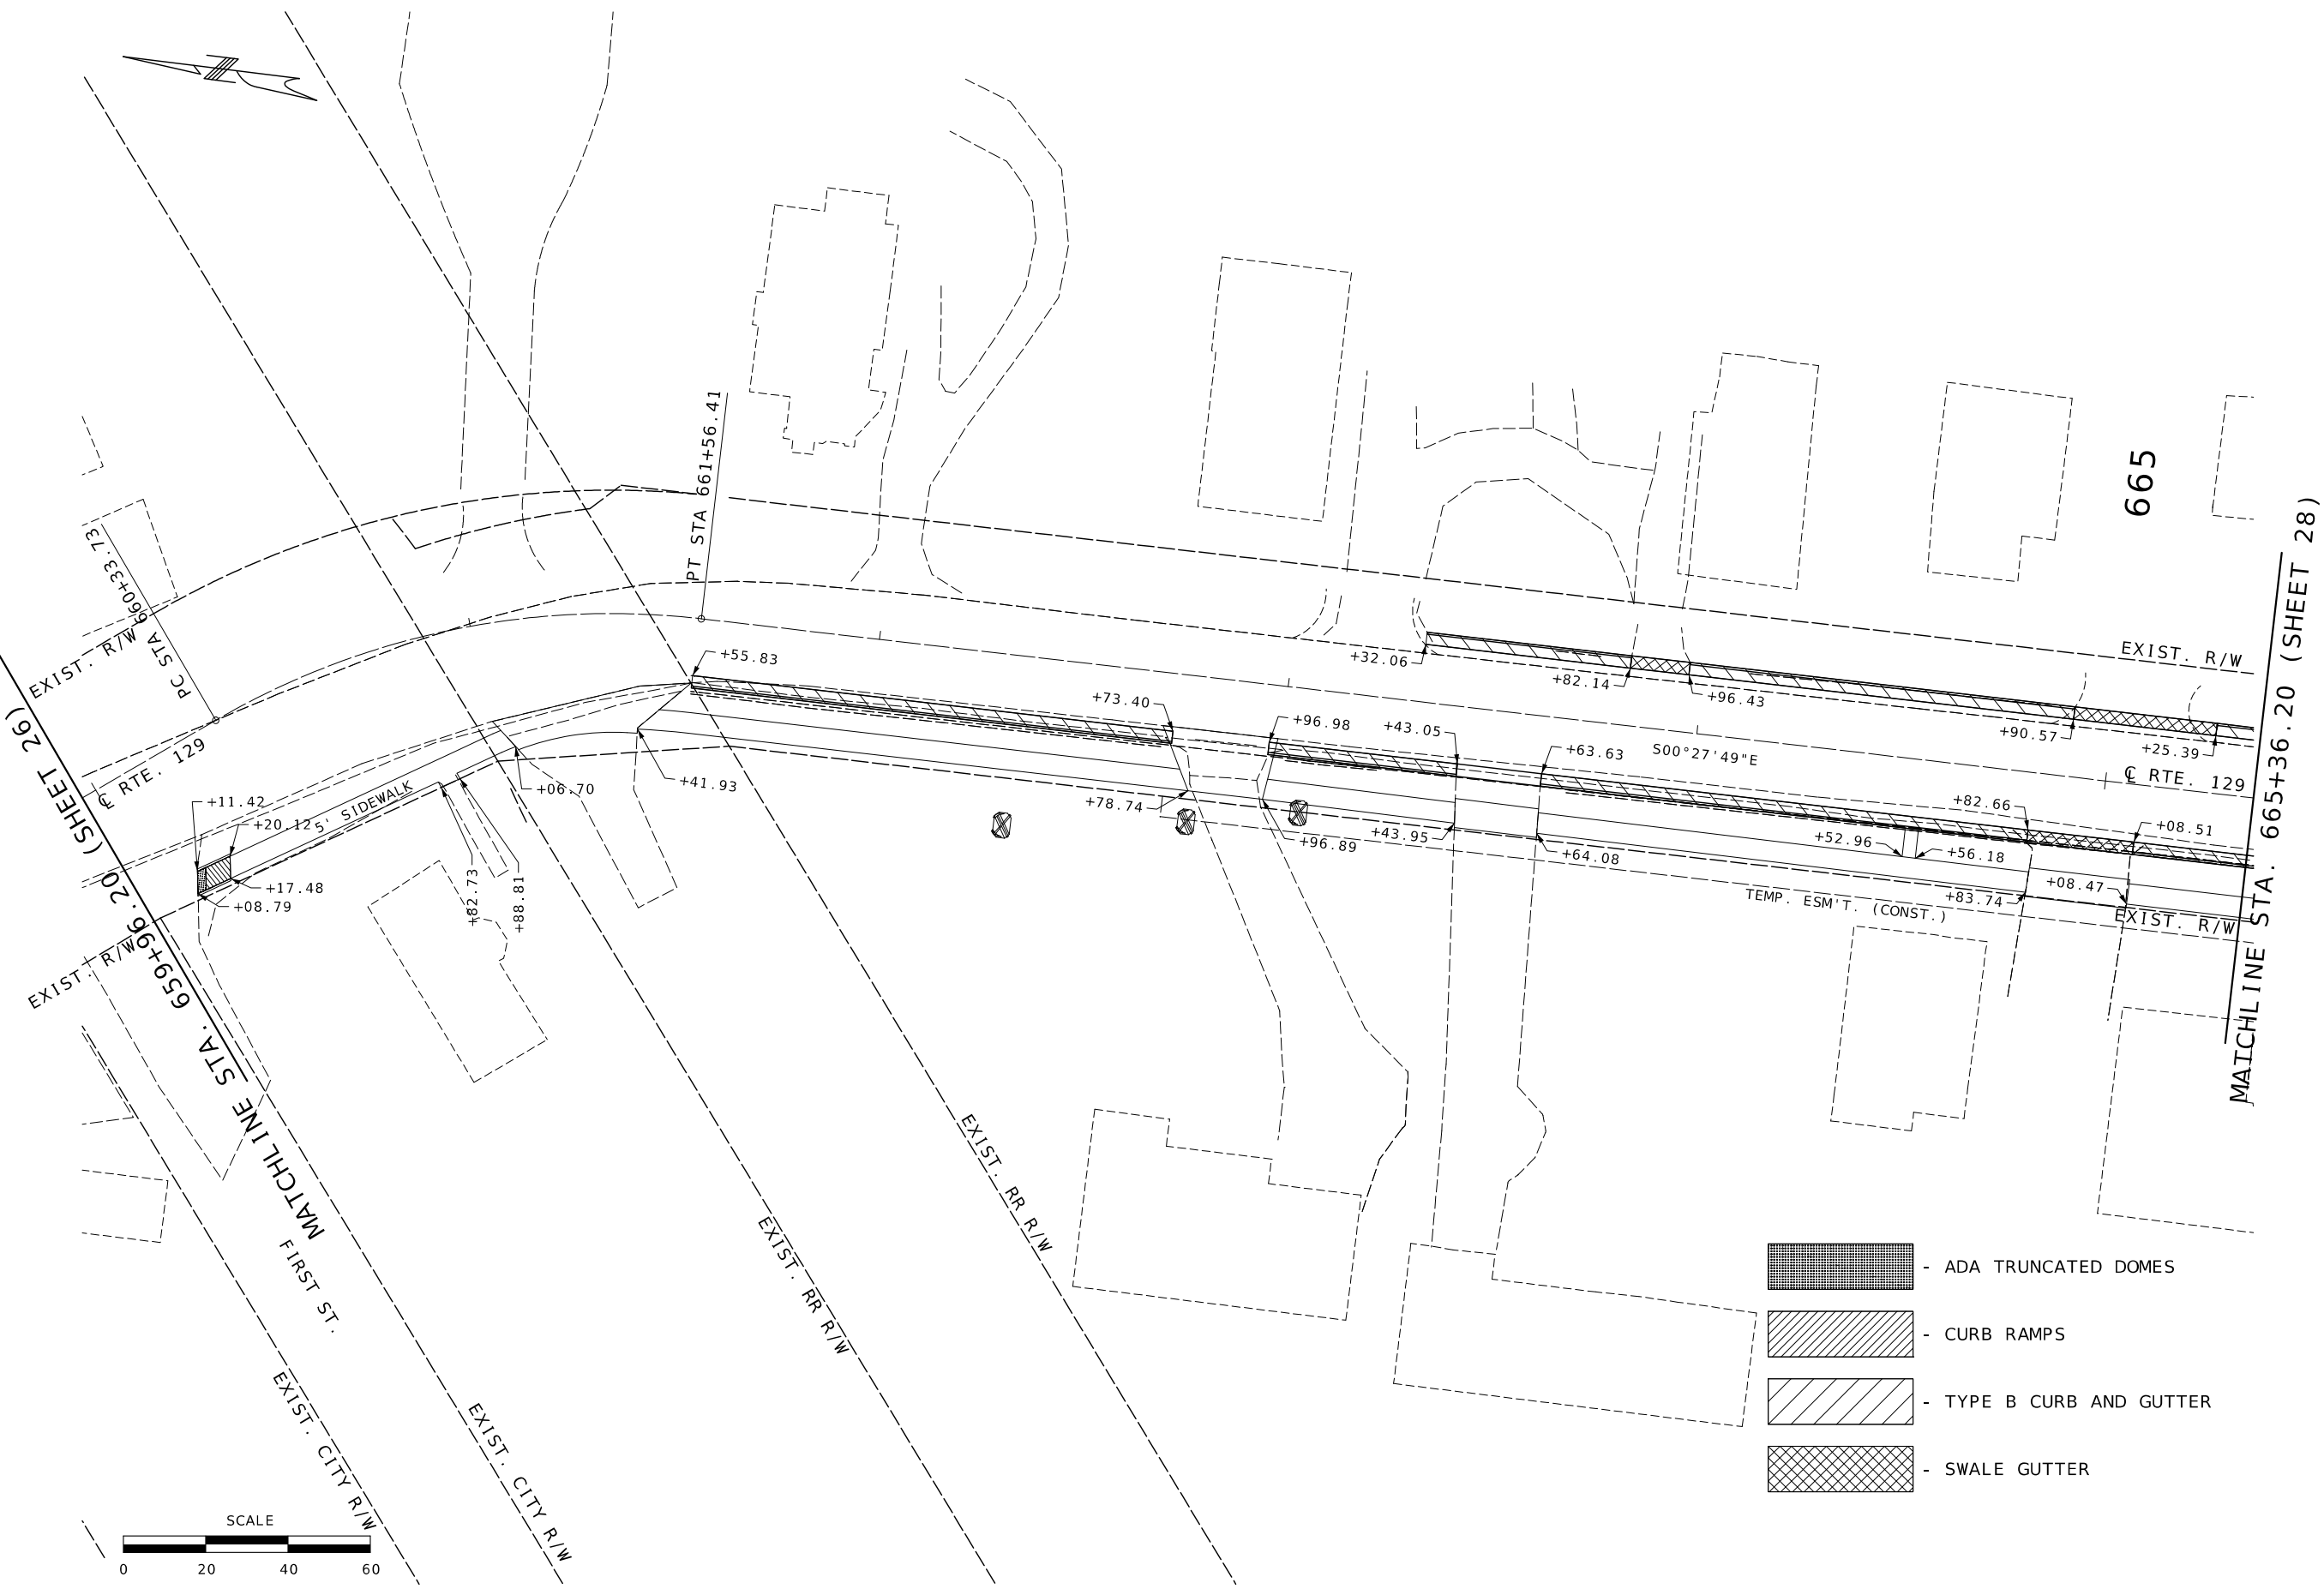 PT STA 661+56.41
665
PC STA 660+33.73
EXIST. R/W
℄ RTE. 129
MATCHLINE STA. 659+96.20 (SHEET 26)
EXIST. R/W
+11.42
+20.12
5' SIDEWALK
+17.48
+08.79
+82.73
+88.81
+06.70
+41.93
+55.83
+73.40
+78.74
+96.98
+96.89
+43.05
+43.95
+63.63
+64.08
S00°27'49"E
+32.06
+82.14
+96.43
+90.57
+25.39
EXIST. R/W
℄ RTE. 129
+82.66
+08.51
+52.96
+56.18
+08.47
+83.74
TEMP. ESM'T. (CONST.)
EXIST. R/W
MATCHLINE STA. 665+36.20 (SHEET 28)
FIRST ST.
EXIST. CITY R/W
EXIST. CITY R/W
EXIST. RR R/W
EXIST. RR R/W
- ADA TRUNCATED DOMES
- CURB RAMPS
- TYPE B CURB AND GUTTER
- SWALE GUTTER
SCALE
0 20 40 60